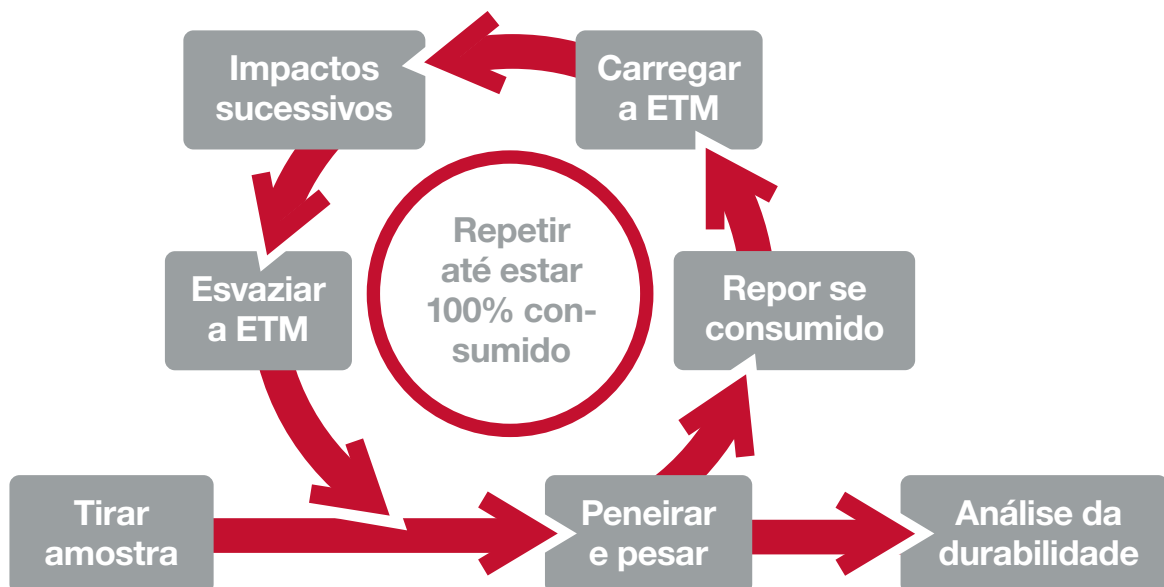 Impactos
sucessivos
Carregar
a ETM
Repetir
até estar
100% con-
sumido
Esvaziar
a ETM
Repor se
consumido
Tirar
amostra
Peneirar
e pesar
Análise da
durabilidade